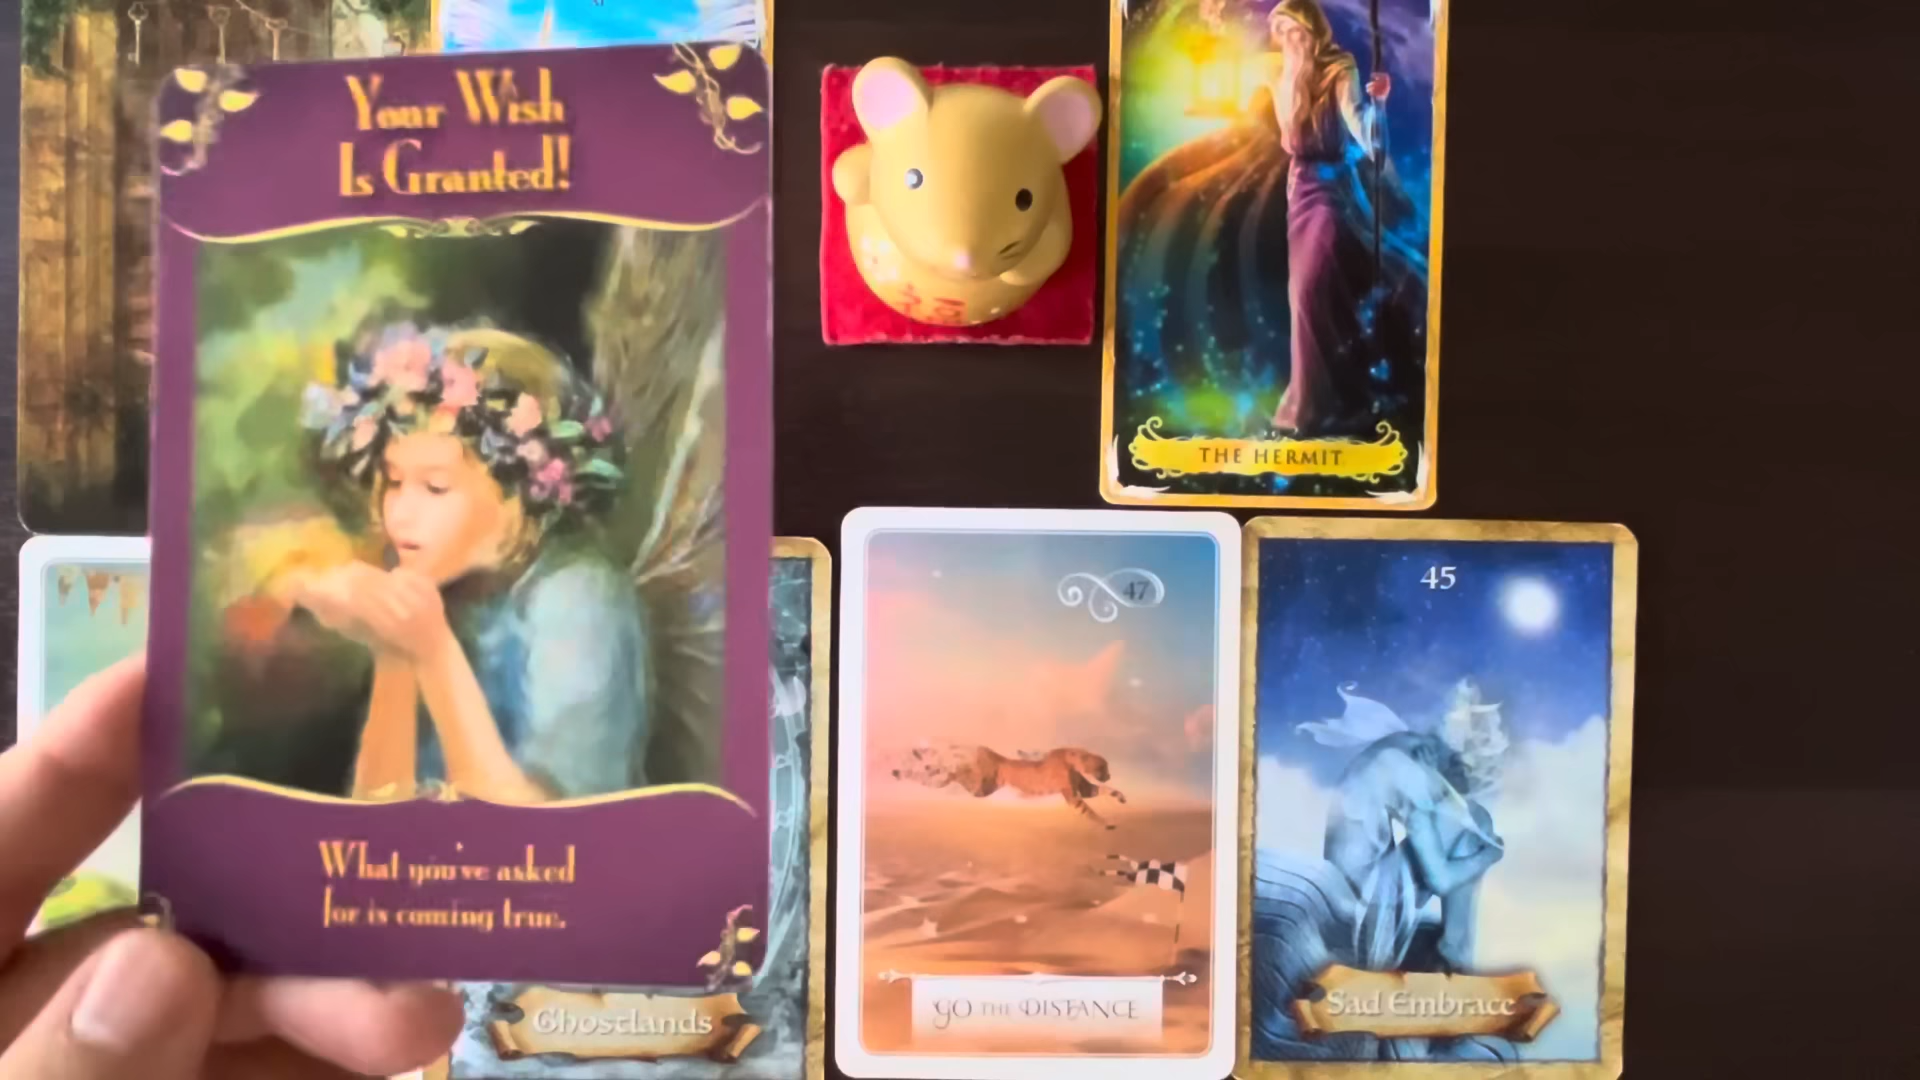 Your Wish
Is Granted!
What you've asked
for is coming true.
THE HERMIT
47
GO THE DISTANCE
45
Sad Embrace
Ghostlands